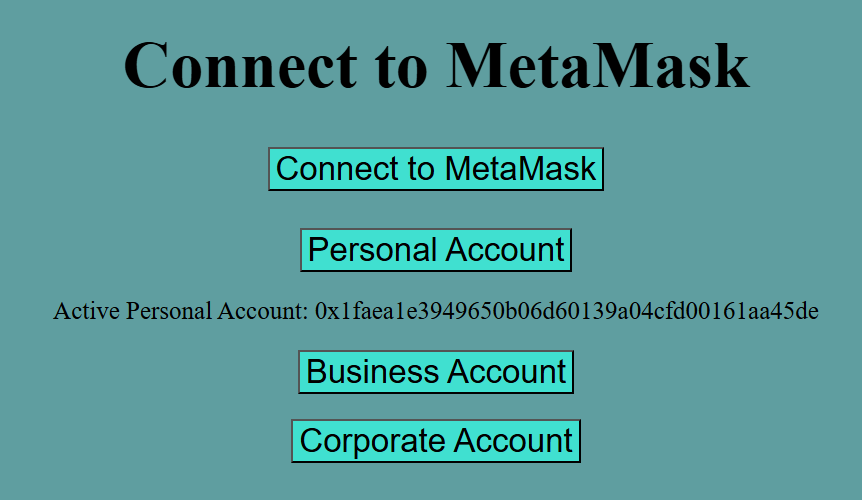 Connect to MetaMask
Connect to MetaMask
Personal Account
Active Personal Account: 0x1faea1e3949650b06d60139a04cfd00161aa45de
Business Account
Corporate Account